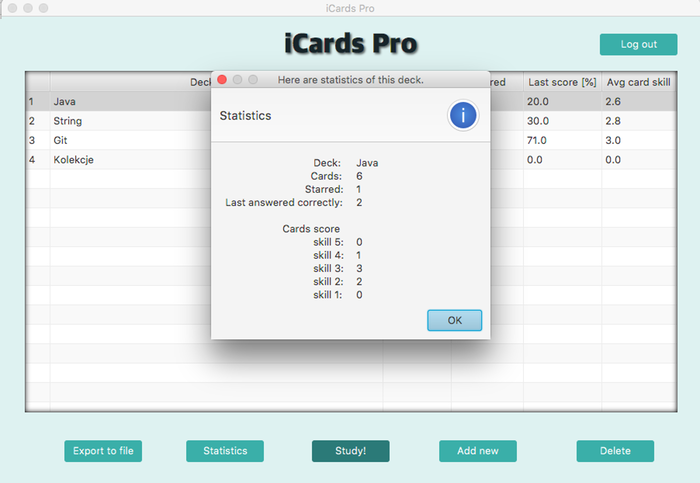 iCards Pro
iCards Pro
Log out
Last score [%] Avg card skill
1 Java 20.0 2.6
2 String 30.0 2.8
3 Git 71.0 3.0
4 Kolekcje 0.0 0.0
Here are statistics of this deck.
Statistics
Deck: Java
Cards: 6
Starred: 1
Last answered correctly: 2
Cards score
skill 5: 0
skill 4: 1
skill 3: 3
skill 2: 2
skill 1: 0
OK
Export to file Statistics Study! Add new Delete